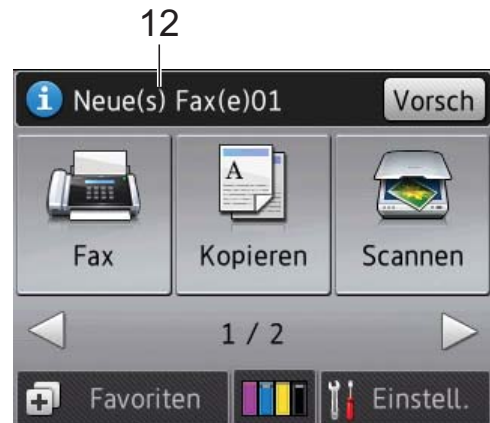 12
Neue(s) Fax(e)01 Vorsch
A
Fax Kopieren Scannen
1 / 2
Favoriten Einstell.